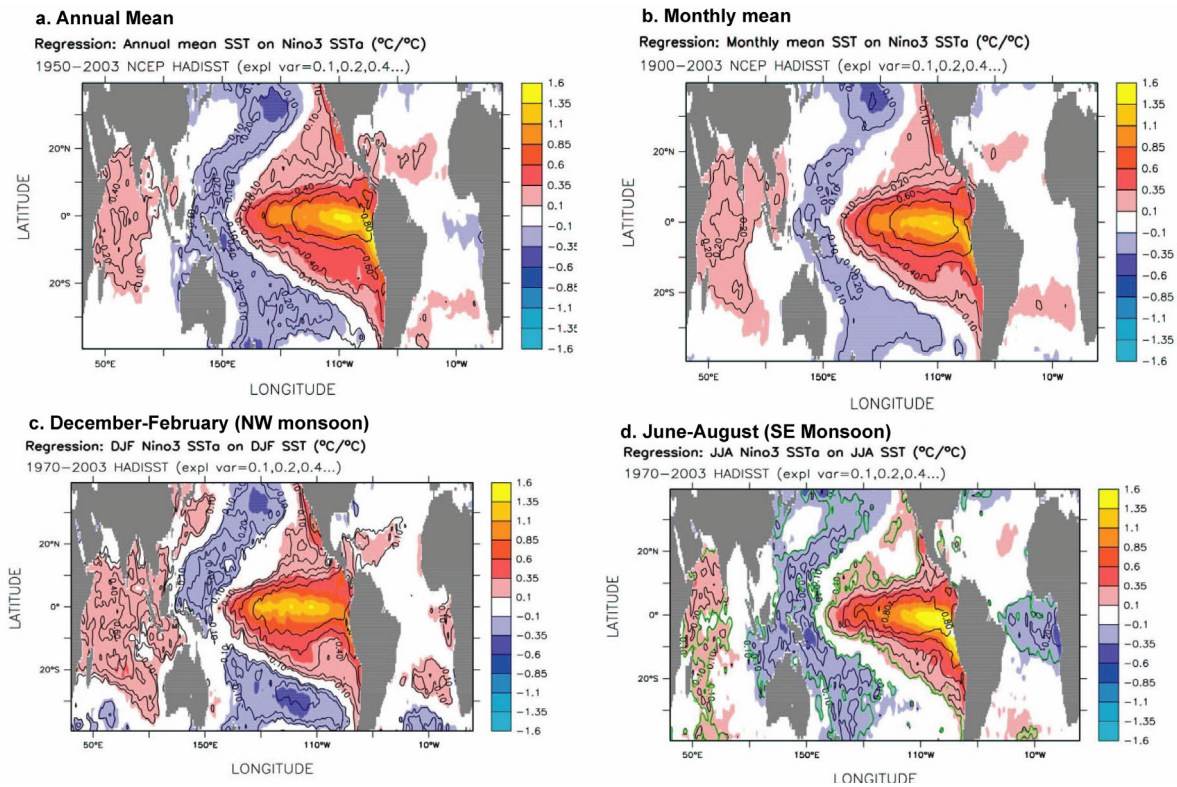 a. Annual Mean
Regression: Annual mean SST on Nino3 SSTa (°C/°C)
1950−2003 NCEP HADISST (expl var=0.1,0.2,0.4...)
LATITUDE
20°N
0°
20°S
50°E
150°W
110°W
10°W
LONGITUDE
1.6
1.35
1.1
0.85
0.6
0.35
0.1
−0.1
−0.35
−0.6
−0.85
−1.1
−1.35
−1.6
b. Monthly mean
Regression: Monthly mean SST on Nino3 SSTa (°C/°C)
1900−2003 NCEP HADISST (expl var=0.1,0.2,0.4...)
LATITUDE
20°N
0°
20°S
50°E
150°W
110°W
10°W
LONGITUDE
1.6
1.35
1.1
0.85
0.6
0.35
0.1
−0.1
−0.35
−0.6
−0.85
−1.1
−1.35
−1.6
c. December-February (NW monsoon)
Regression: DJF Nino3 SSTa on DJF SST (°C/°C)
1970−2003 HADISST (expl var=0.1,0.2,0.4...)
LATITUDE
20°N
0°
20°S
50°E
150°W
110°W
10°W
LONGITUDE
1.6
1.35
1.1
0.85
0.6
0.35
0.1
−0.1
−0.35
−0.6
−0.85
−1.1
−1.35
−1.6
d. June-August (SE Monsoon)
Regression: JJA Nino3 SSTa on JJA SST (°C/°C)
1970−2003 HADISST (expl var=0.1,0.2,0.4...)
LATITUDE
20°N
0°
20°S
50°E
150°W
110°W
10°W
LONGITUDE
1.6
1.35
1.1
0.85
0.6
0.35
0.1
−0.1
−0.35
−0.6
−0.85
−1.1
−1.35
−1.6